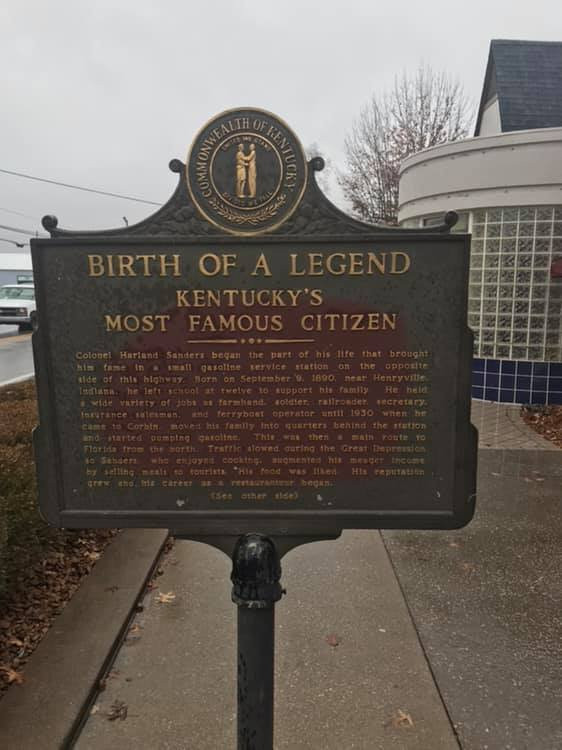 COMMONWEALTH OF KENTUCKY
UNITED WE STAND
DIVIDED WE FALL
BIRTH OF A LEGEND
KENTUCKY'S
MOST FAMOUS CITIZEN
Colonel Harland Sanders began the part of his life that brought
him fame in a small gasoline service station on the opposite
side of this highway. Born on September 9, 1890, near Henryville,
Indiana, he left school at twelve to support his family. He held
a wide variety of jobs as farmhand, soldier, railroader, secretary,
insurance salesman, and ferryboat operator until 1930 when he
came to Corbin, moved his family into quarters behind the station
and started pumping gasoline. This was then a main route to
Florida from the north. Traffic slowed during the Great Depression
so Sanders, who enjoyed cooking, augmented his meager income
by selling meals to tourists. His food was liked. His reputation
grew and his career as a restauranteur began.
(See other side)